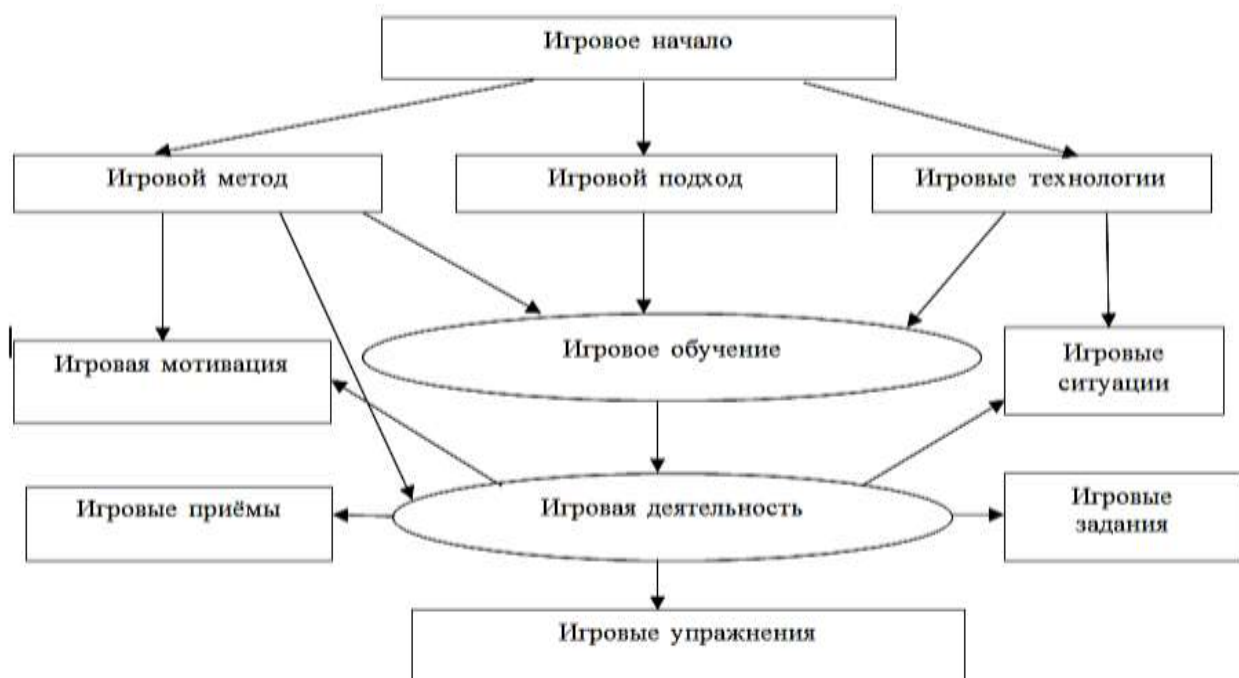 Игровое начало
Игровой метод
Игровой подход
Игровые технологии
Игровая мотивация
Игровое обучение
Игровые
ситуации
Игровые приёмы
Игровая деятельность
Игровые
задания
Игровые упражнения